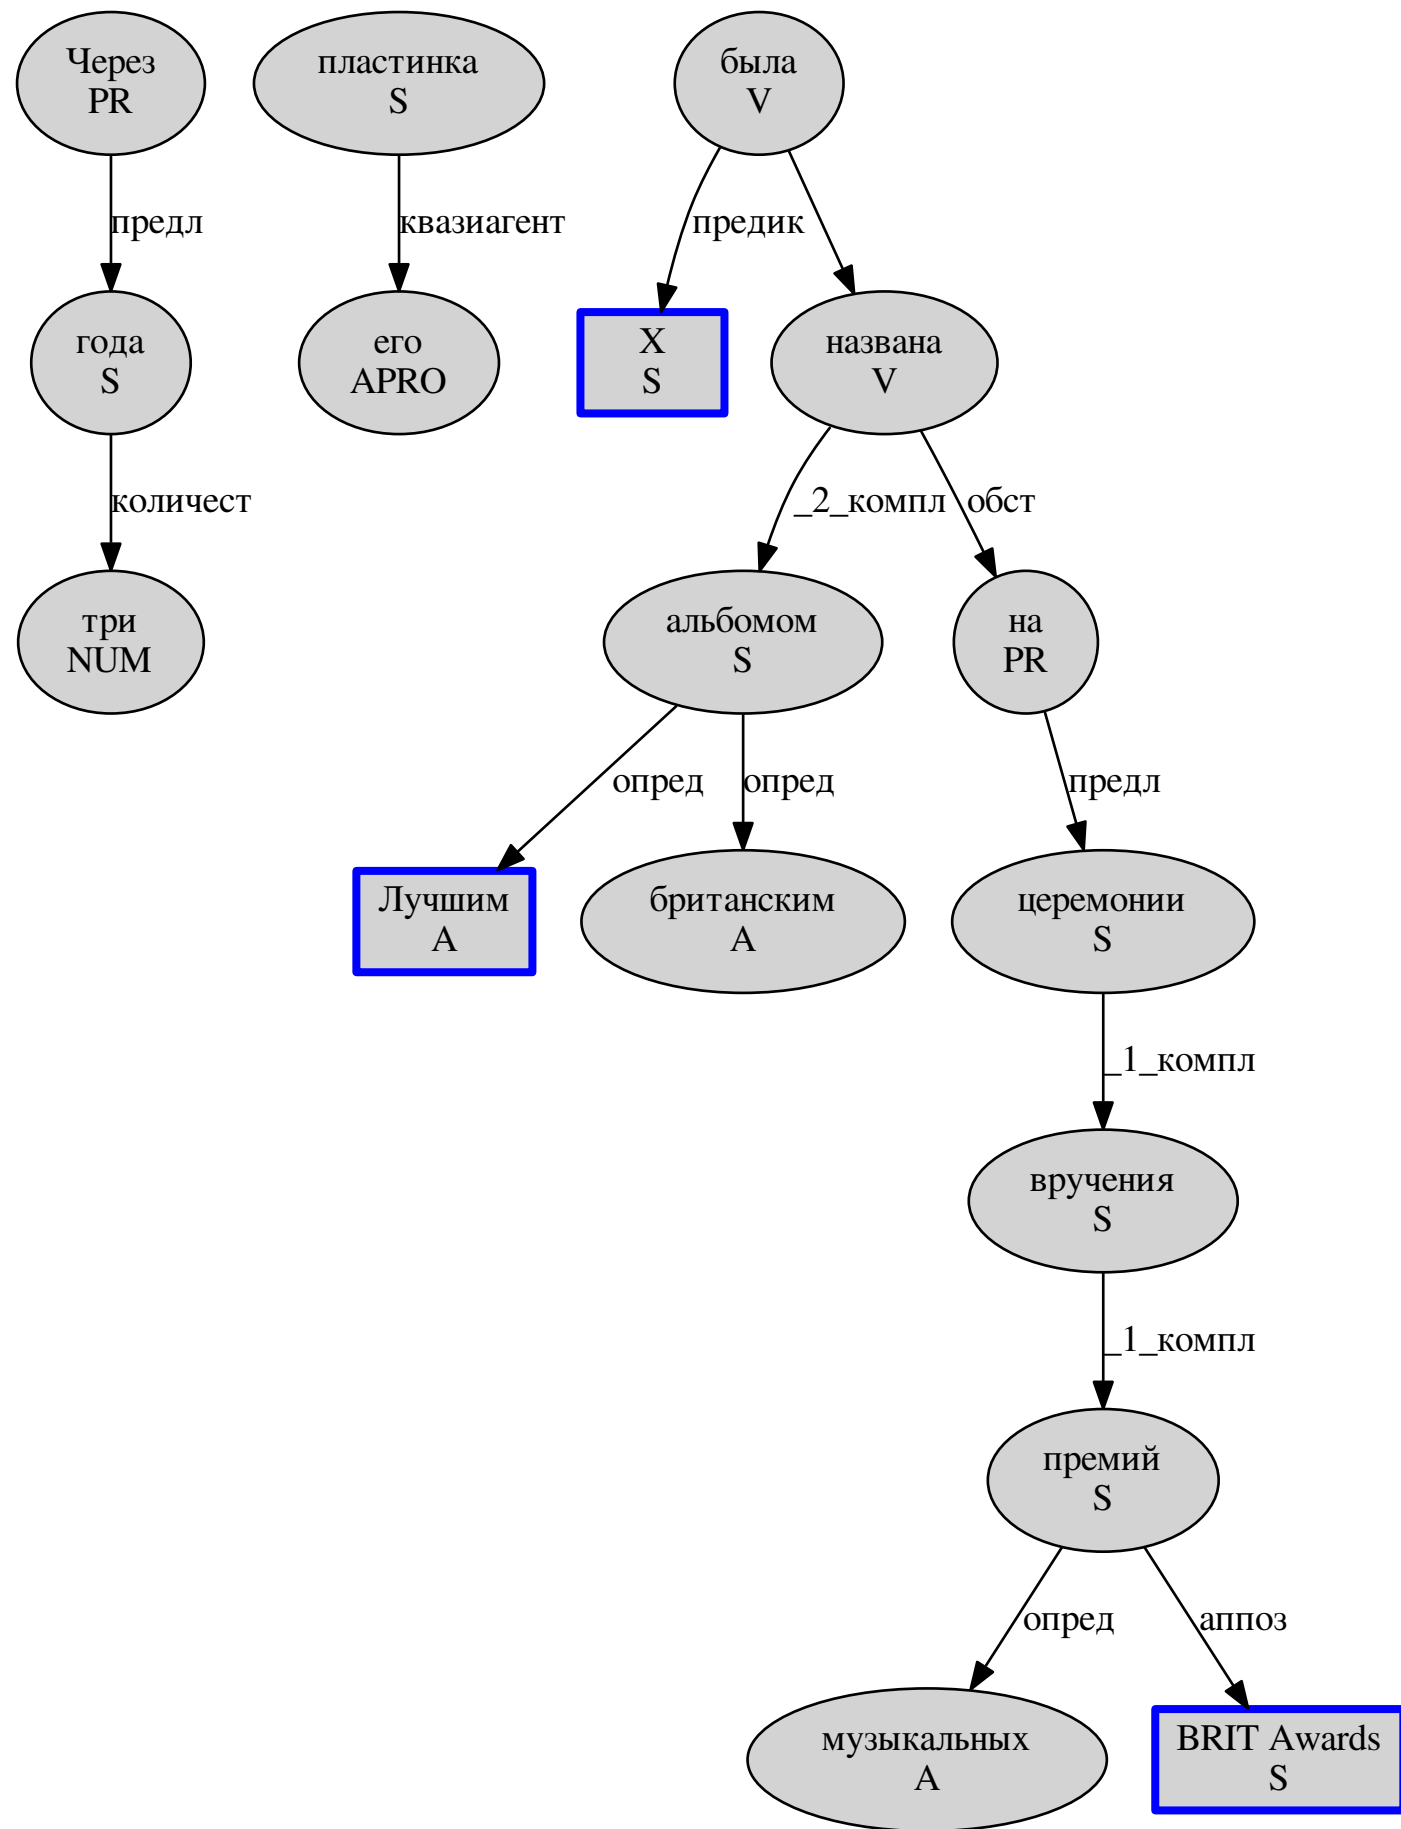 Через
PR
пластинка
S
была
V
предл
квазиагент
предик
года
S
его
APRO
X
S
названа
V
количест
_2_компл
обст
три
NUM
альбомом
S
на
PR
опред
опред
предл
Лучшим
A
британским
A
церемонии
S
_1_компл
вручения
S
_1_компл
премий
S
опред
аппоз
музыкальных
A
BRIT Awards
S